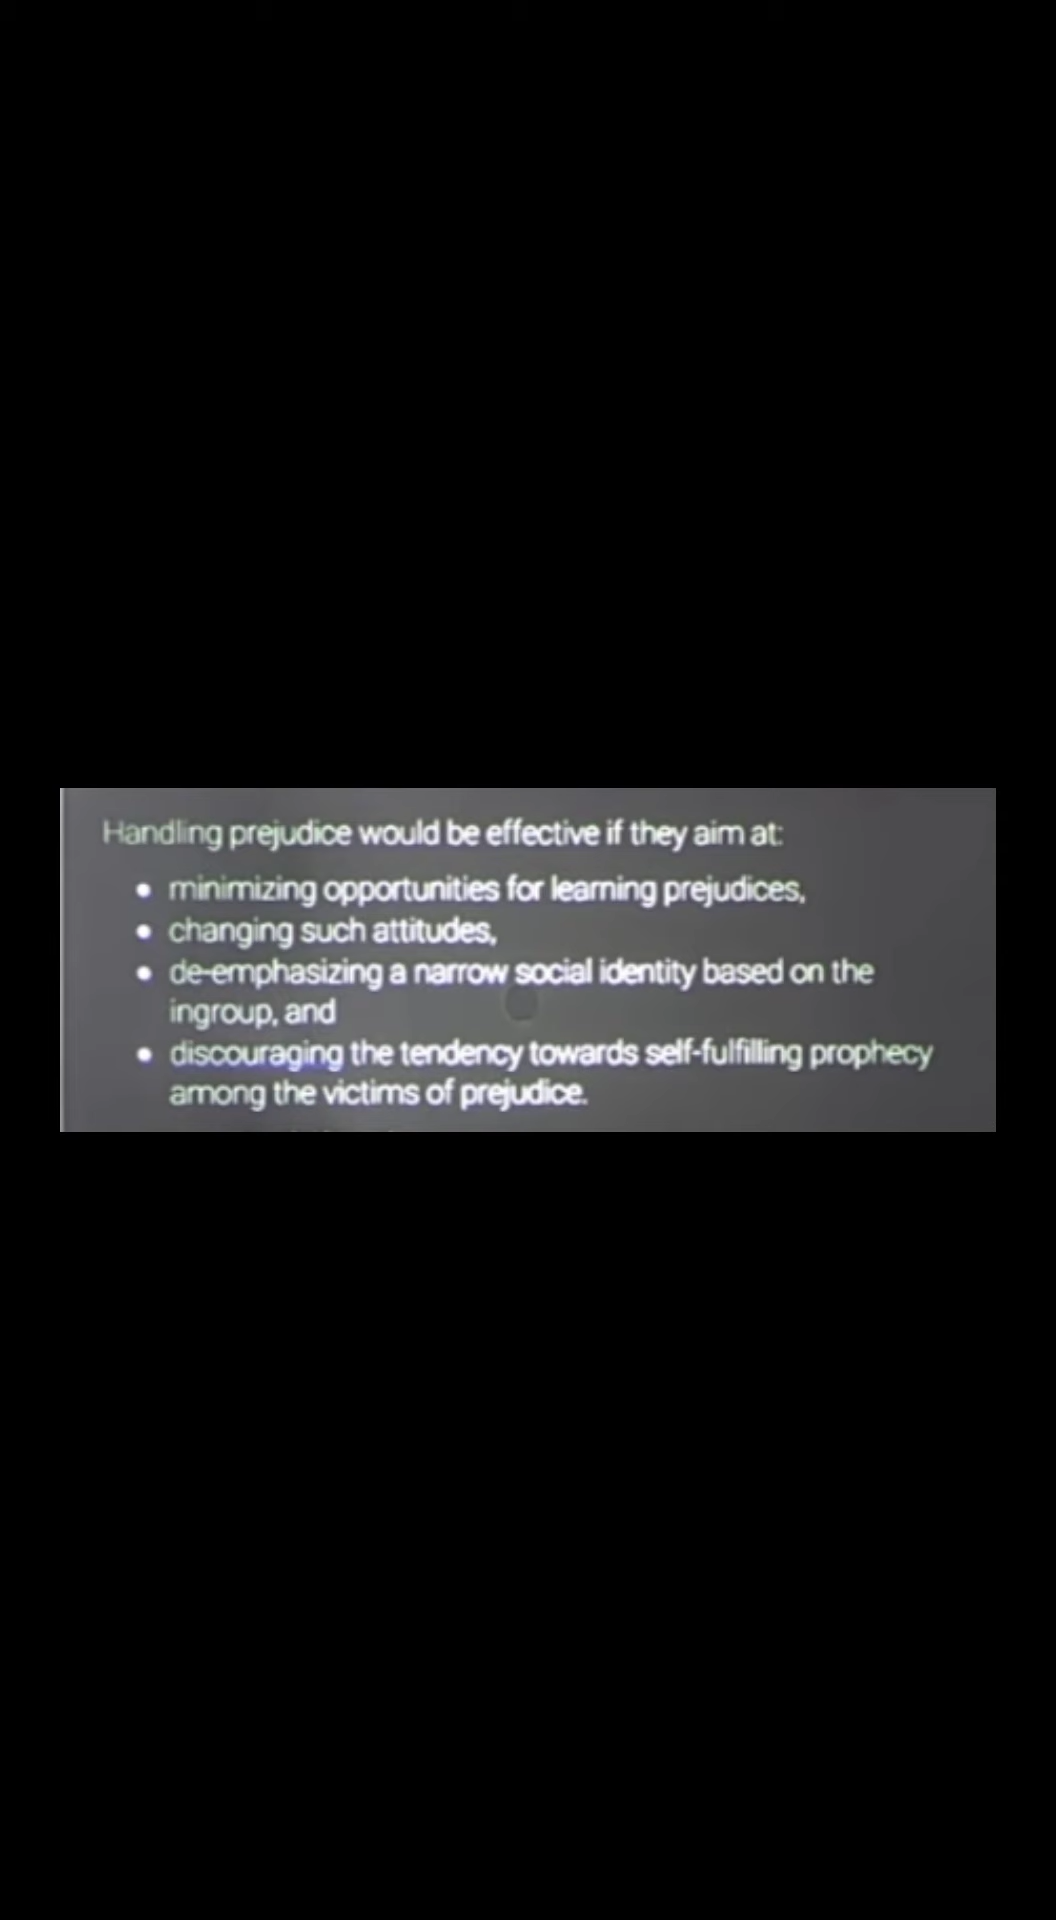 Handling prejudice would be effective if they aim at:
• minimizing opportunities for learning prejudices,
• changing such attitudes,
• de-emphasizing a narrow social identity based on the
ingroup, and
• discouraging the tendency towards self-fulfilling prophecy
among the victims of prejudice.